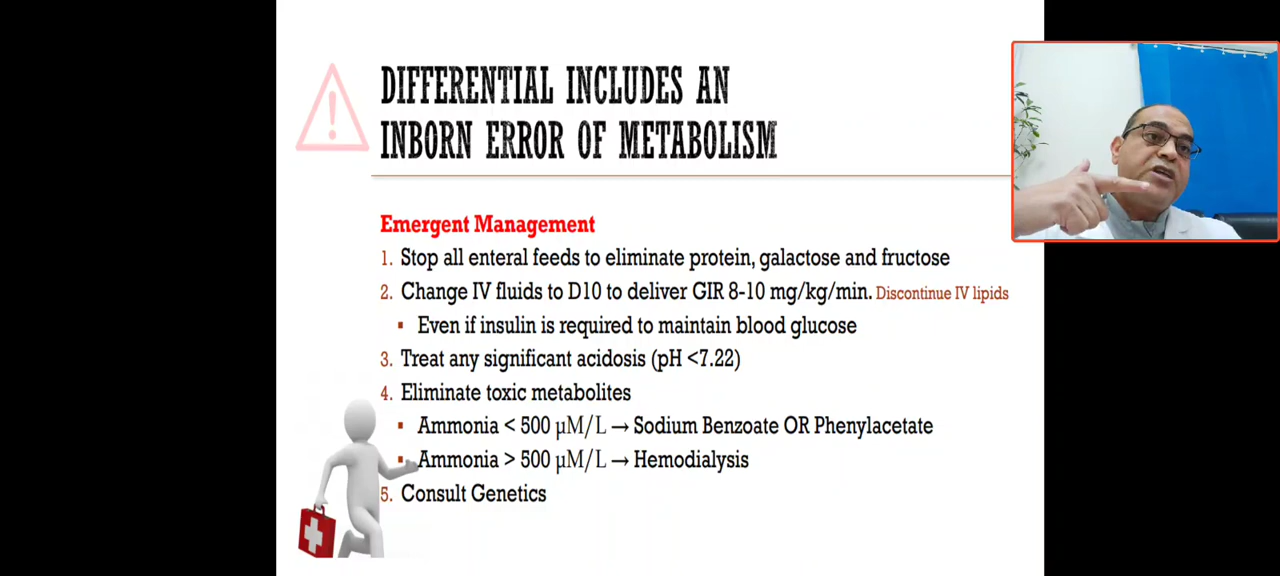 DIFFERENTIAL INCLUDES AN
INBORN ERROR OF METABOLISM
Emergent Management
1. Stop all enteral feeds to eliminate protein, galactose and fructose
2. Change IV fluids to D10 to deliver GIR 8-10 mg/kg/min. Discontinue IV lipids
▪ Even if insulin is required to maintain blood glucose
3. Treat any significant acidosis (pH <7.22)
4. Eliminate toxic metabolites
▪ Ammonia < 500 µM/L → Sodium Benzoate OR Phenylacetate
▪ Ammonia > 500 µM/L → Hemodialysis
5. Consult Genetics